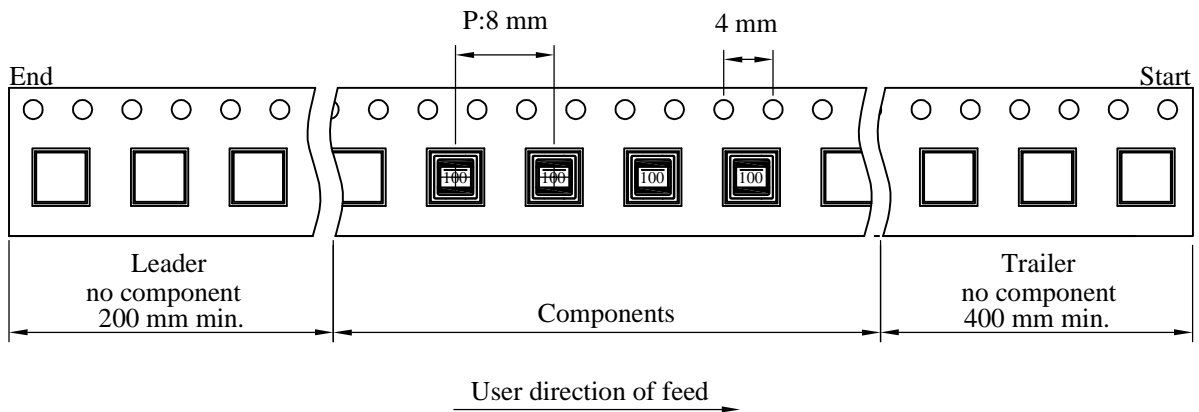 P:8 mm
4 mm
End
Start
100
100
100
100
Leader
no component
200 mm min.
Components
Trailer
no component
400 mm min.
User direction of feed